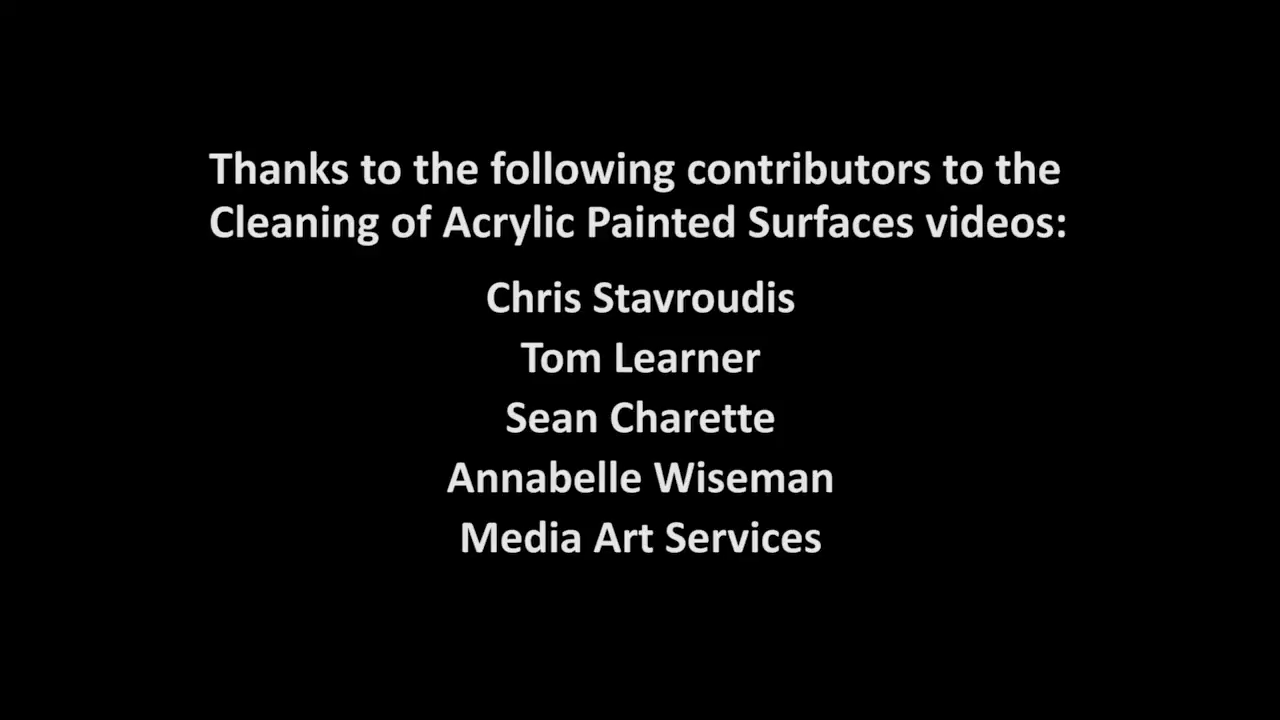 Thanks to the following contributors to the
Cleaning of Acrylic Painted Surfaces videos:
Chris Stavroudis
Tom Learner
Sean Charette
Annabelle Wiseman
Media Art Services